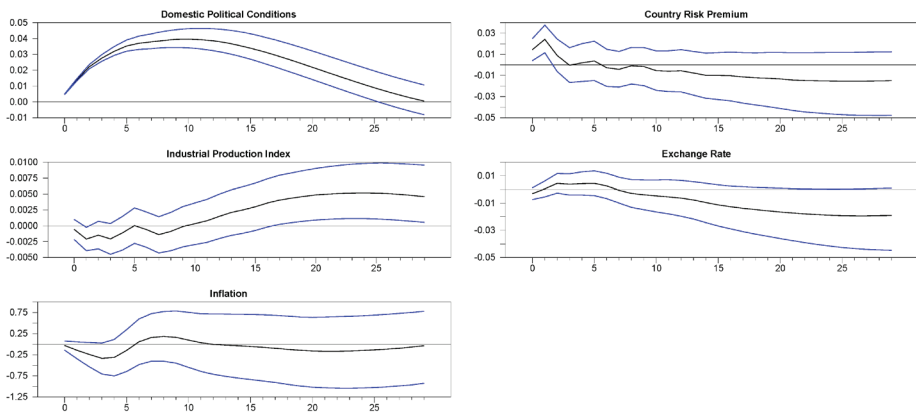 Domestic Political Conditions
0.05
0.04
0.03
0.02
0.01
0.00
-0.01
0 5 10 15 20 25
Country Risk Premium
0.03
0.01
-0.01
-0.03
-0.05
0 5 10 15 20 25
Industrial Production Index
0.0100
0.0075
0.0050
0.0025
0.0000
-0.0025
-0.0050
0 5 10 15 20 25
Exchange Rate
0.01
-0.01
-0.03
-0.05
0 5 10 15 20 25
Inflation
0.75
0.25
-0.25
-0.75
-1.25
0 5 10 15 20 25